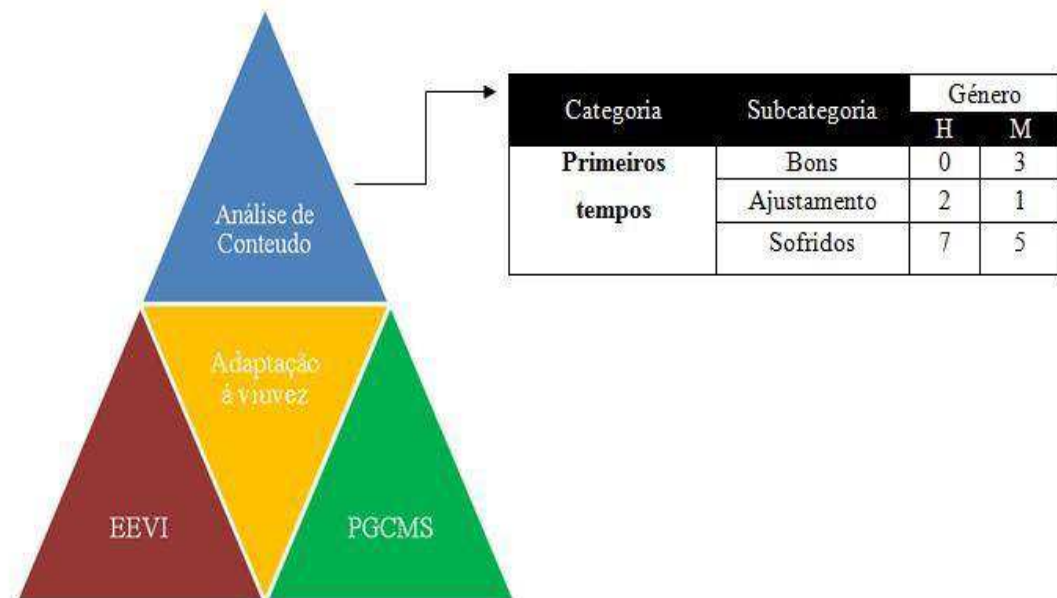 Análise de
Conteudo
Adaptação
á viuvez
EEVI
PGCMS
Categoria Subcategoria Género
H M
Primeiros Bons 0 3
tempos Ajustamento 2 1
Sofridos 7 5